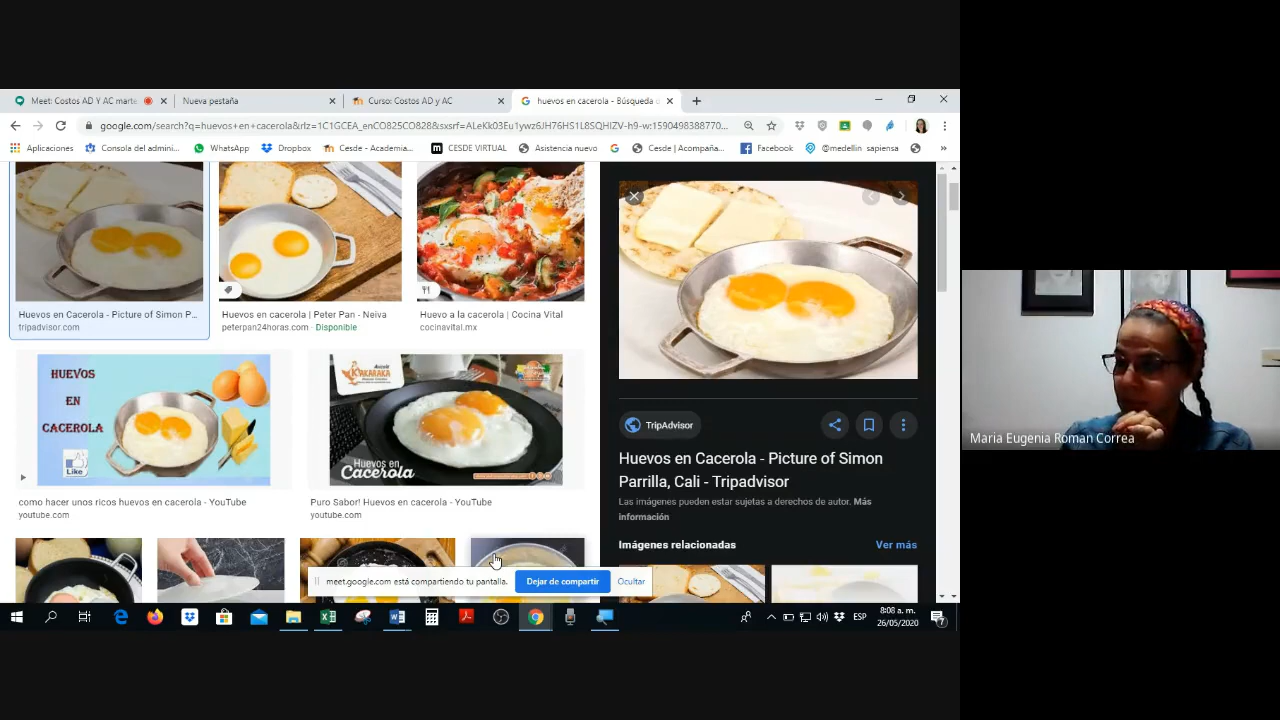 Meet: Costos AD Y AC marte
Nueva pestaña
Curso: Costos AD y AC
huevos en cacerola - Búsqueda d
google.com/search?q=huevos+en+cacerola&rlz=1C1GCEA_enCO825CO828&sxsrf=ALeKk03Eu1ywz6JH76HS1L8SQHIZV-h9-w:1590498388770...
Aplicaciones
Consola del admini...
WhatsApp
Dropbox
Cesde - Academia...
CESDE VIRTUAL
Asistencia nuevo
Cesde | Acompaña...
Facebook
@medellin_sapiensa
Huevos en Cacerola - Picture of Simon P...
tripadvisor.com
Huevos en cacerola | Peter Pan - Neiva
peterpan24horas.com - Disponible
Huevo a la cacerola | Cocina Vital
cocinavital.mx
HUEVOS
EN
CACEROLA
Like
KAKARAKA
Huevos en
Cacerola
como hacer unos ricos huevos en cacerola - YouTube
youtube.com
Puro Sabor! Huevos en cacerola - YouTube
youtube.com
TripAdvisor
Huevos en Cacerola - Picture of Simon
Parrilla, Cali - Tripadvisor
Las imágenes pueden estar sujetas a derechos de autor. Más
información
Imágenes relacionadas
Ver más
meet.google.com está compartiendo tu pantalla.
Dejar de compartir
Ocultar
ESP
8:08 a. m.
26/05/2020
7
Maria Eugenia Roman Correa